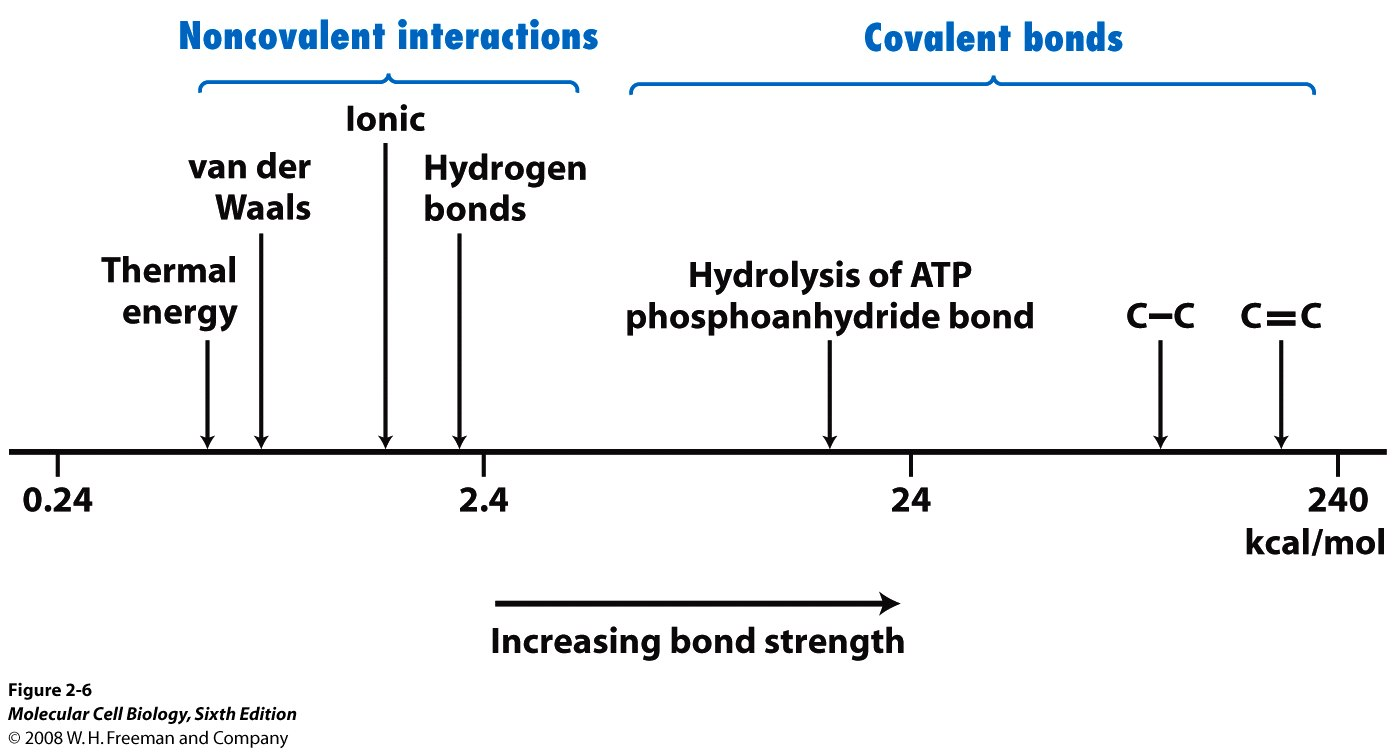 Noncovalent interactions
Covalent bonds
Ionic
van der
Waals
Hydrogen
bonds
Thermal
energy
Hydrolysis of ATP
phosphoanhydride bond
C–C
C=C
0.24
2.4
24
240
kcal/mol
Increasing bond strength
Figure 2-6
Molecular Cell Biology, Sixth Edition
© 2008 W. H. Freeman and Company